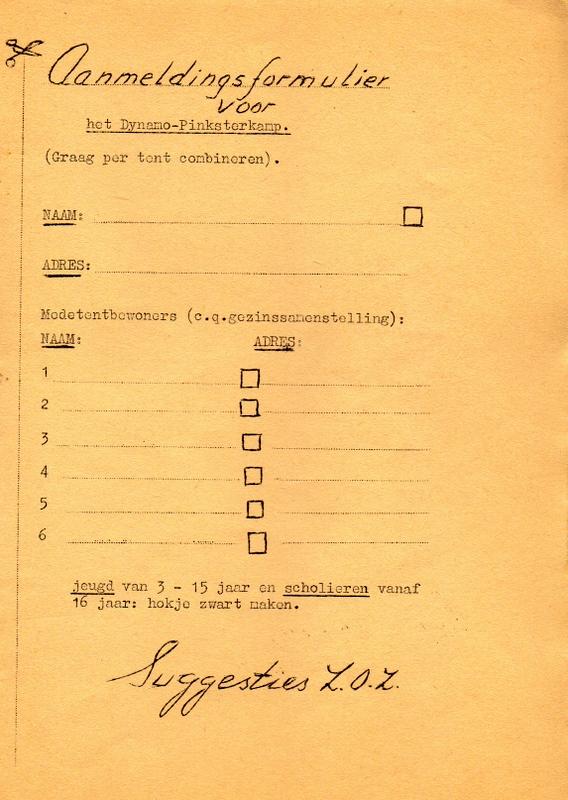 Aanmeldingsformulier
voor
het Dynamo-Pinksterkamp.
(Graag per tent combineren).
NAAM:
ADRES:
Medetentbewoners (c.q.gezinssamenstelling):
NAAM: ADRES:
1
2
3
4
5
6
jeugd van 3 - 15 jaar en scholieren vanaf
16 jaar: hokje zwart maken.
Suggesties Z.O.Z.